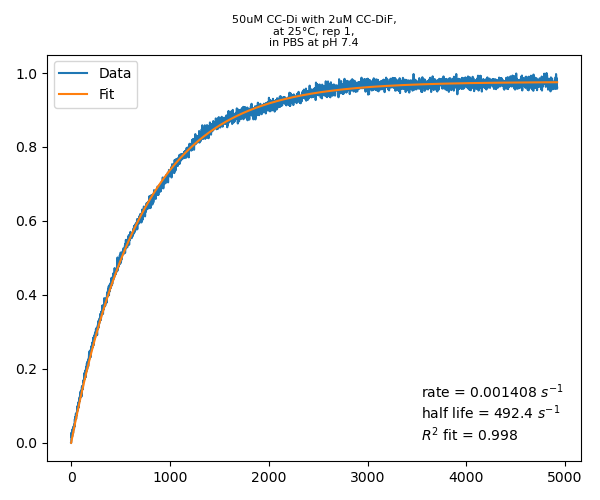 50uM CC-Di with 2uM CC-DiF,
at 25°C, rep 1,
in PBS at pH 7.4
1.0
Data
Fit
0.8
0.6
0.4
0.2
rate = 0.001408 s⁻¹
half life = 492.4 s⁻¹
R² fit = 0.998
0.0
0 1000 2000 3000 4000 5000